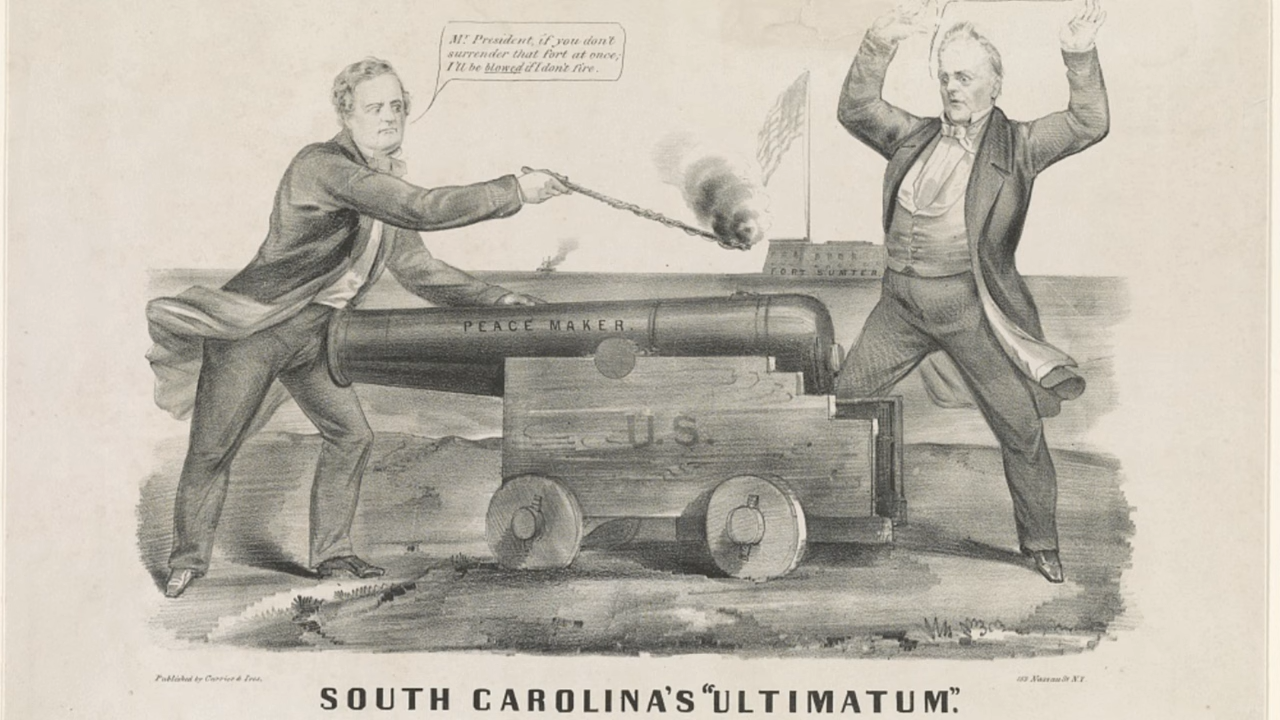 Mr. President, if you don't
surrender that fort at once,
I'll be blowed if I don't fire.
FORT SUMTER
PEACE MAKER.
U.S.
Published by Currier & Ives.
152 Nassau St. N.Y.
SOUTH CAROLINA'S "ULTIMATUM".